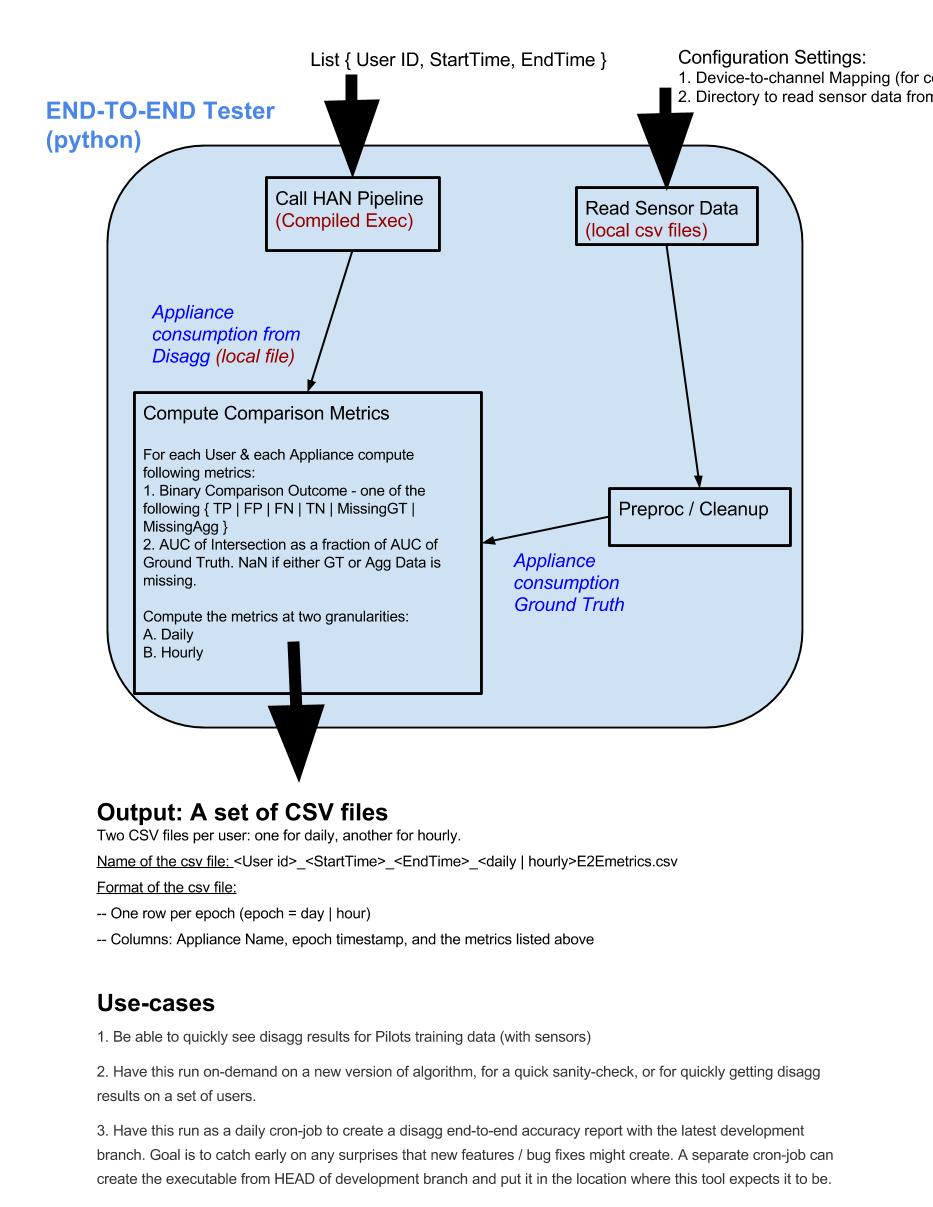 List { User ID, StartTime, EndTime }
Configuration Settings:
1. Device-to-channel Mapping (for
2. Directory to read sensor data from
END-TO-END Tester
(python)
Call HAN Pipeline
(Compiled Exec)
Read Sensor Data
(local csv files)
Appliance
consumption from
Disagg (local file)
Compute Comparison Metrics
For each User & each Appliance compute
following metrics:
1. Binary Comparison Outcome - one of the
following { TP | FP | FN | TN | MissingGT |
MissingAgg }
2. AUC of Intersection as a fraction of AUC of
Ground Truth. NaN if either GT or Agg Data is
missing.
Compute the metrics at two granularities:
A. Daily
B. Hourly
Preproc / Cleanup
Appliance
consumption
Ground Truth
Output: A set of CSV files
Two CSV files per user: one for daily, another for hourly.
Name of the csv file: <User id>_<StartTime>_<EndTime>_<daily | hourly>E2Emetrics.csv
Format of the csv file:
-- One row per epoch (epoch = day | hour)
-- Columns: Appliance Name, epoch timestamp, and the metrics listed above
Use-cases
1. Be able to quickly see disagg results for Pilots training data (with sensors)
2. Have this run on-demand on a new version of algorithm, for a quick sanity-check, or for quickly getting disagg
results on a set of users.
3. Have this run as a daily cron-job to create a disagg end-to-end accuracy report with the latest development
branch. Goal is to catch early on any surprises that new features / bug fixes might create. A separate cron-job can
create the executable from HEAD of development branch and put it in the location where this tool expects it to be.